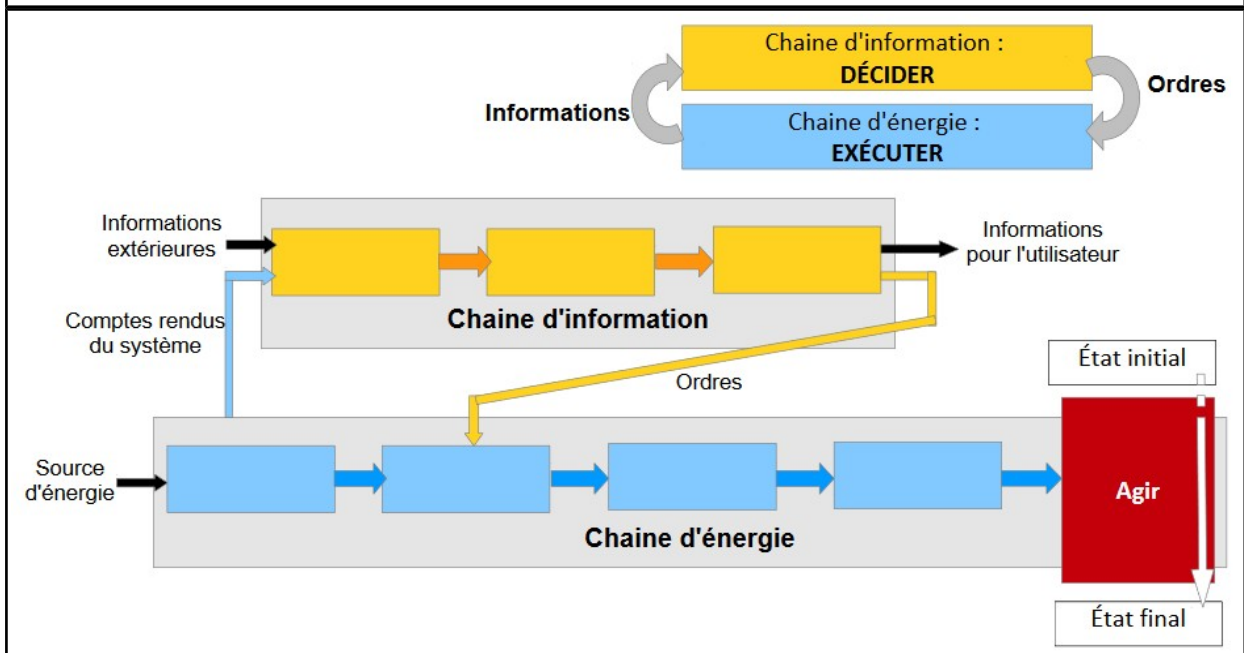 Chaine d'information :
DÉCIDER
Ordres
Informations
Chaine d'énergie :
EXÉCUTER
Informations
extérieures
Informations
pour l'utilisateur
Chaine d'information
Comptes rendus
du système
Ordres
État initial
Source
d'énergie
Agir
Chaine d'énergie
État final